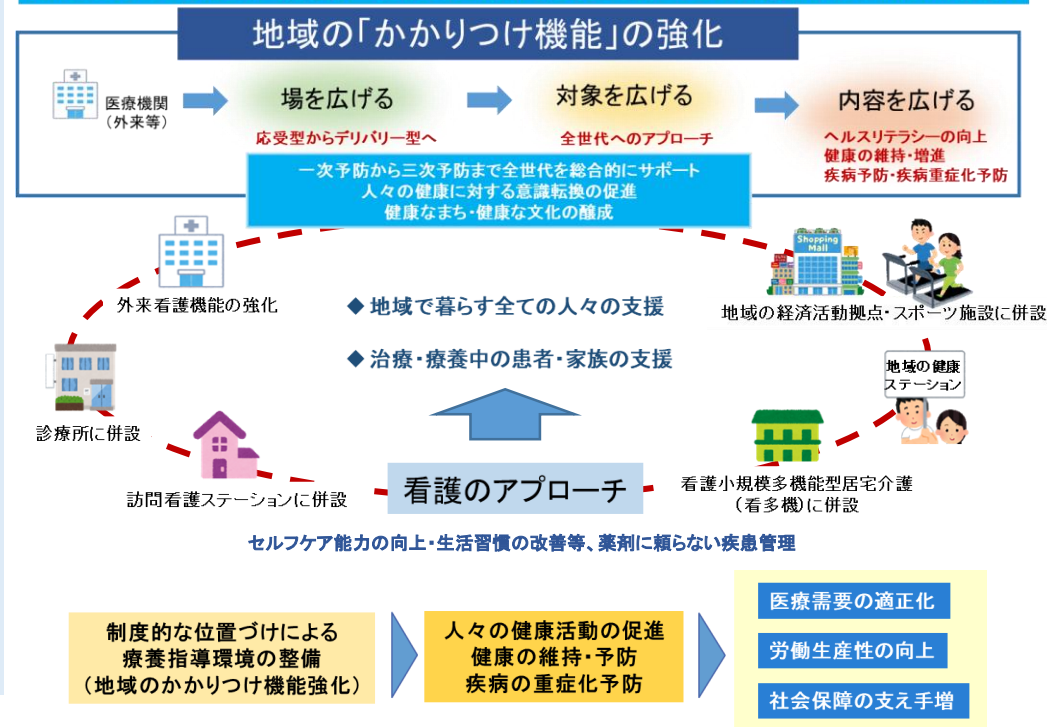 地域の「かかりつけ機能」の強化
医療機関
（外来等）
場を広げる
応受型からデリバリー型へ
対象を広げる
全世代へのアプローチ
内容を広げる
ヘルスリテラシーの向上
健康の維持・増進
疾病予防・疾病重症化予防
一次予防から三次予防まで全世代を総合的にサポート
人々の健康に対する意識転換の促進
健康なまち・健康な文化の醸成
外来看護機能の強化
Shopping
Mall
地域の経済活動拠点・スポーツ施設に併設
◆ 地域で暮らす全ての人々の支援
◆ 治療・療養中の患者・家族の支援
地域の健康
ステーション
診療所に併設
訪問看護ステーションに併設
看護のアプローチ
看護小規模多機能型居宅介護
（看多機）に併設
セルフケア能力の向上・生活習慣の改善等、薬剤に頼らない疾患管理
制度的な位置づけによる
療養指導環境の整備
（地域のかかりつけ機能強化）
人々の健康活動の促進
健康の維持・予防
疾病の重症化予防
医療需要の適正化
労働生産性の向上
社会保障の支え手増